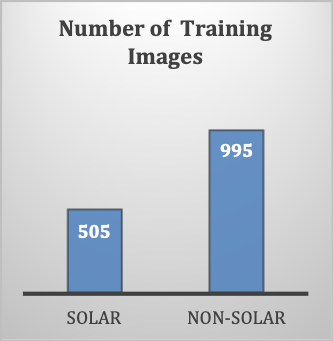 Number of Training
Images
995
505
SOLAR NON-SOLAR